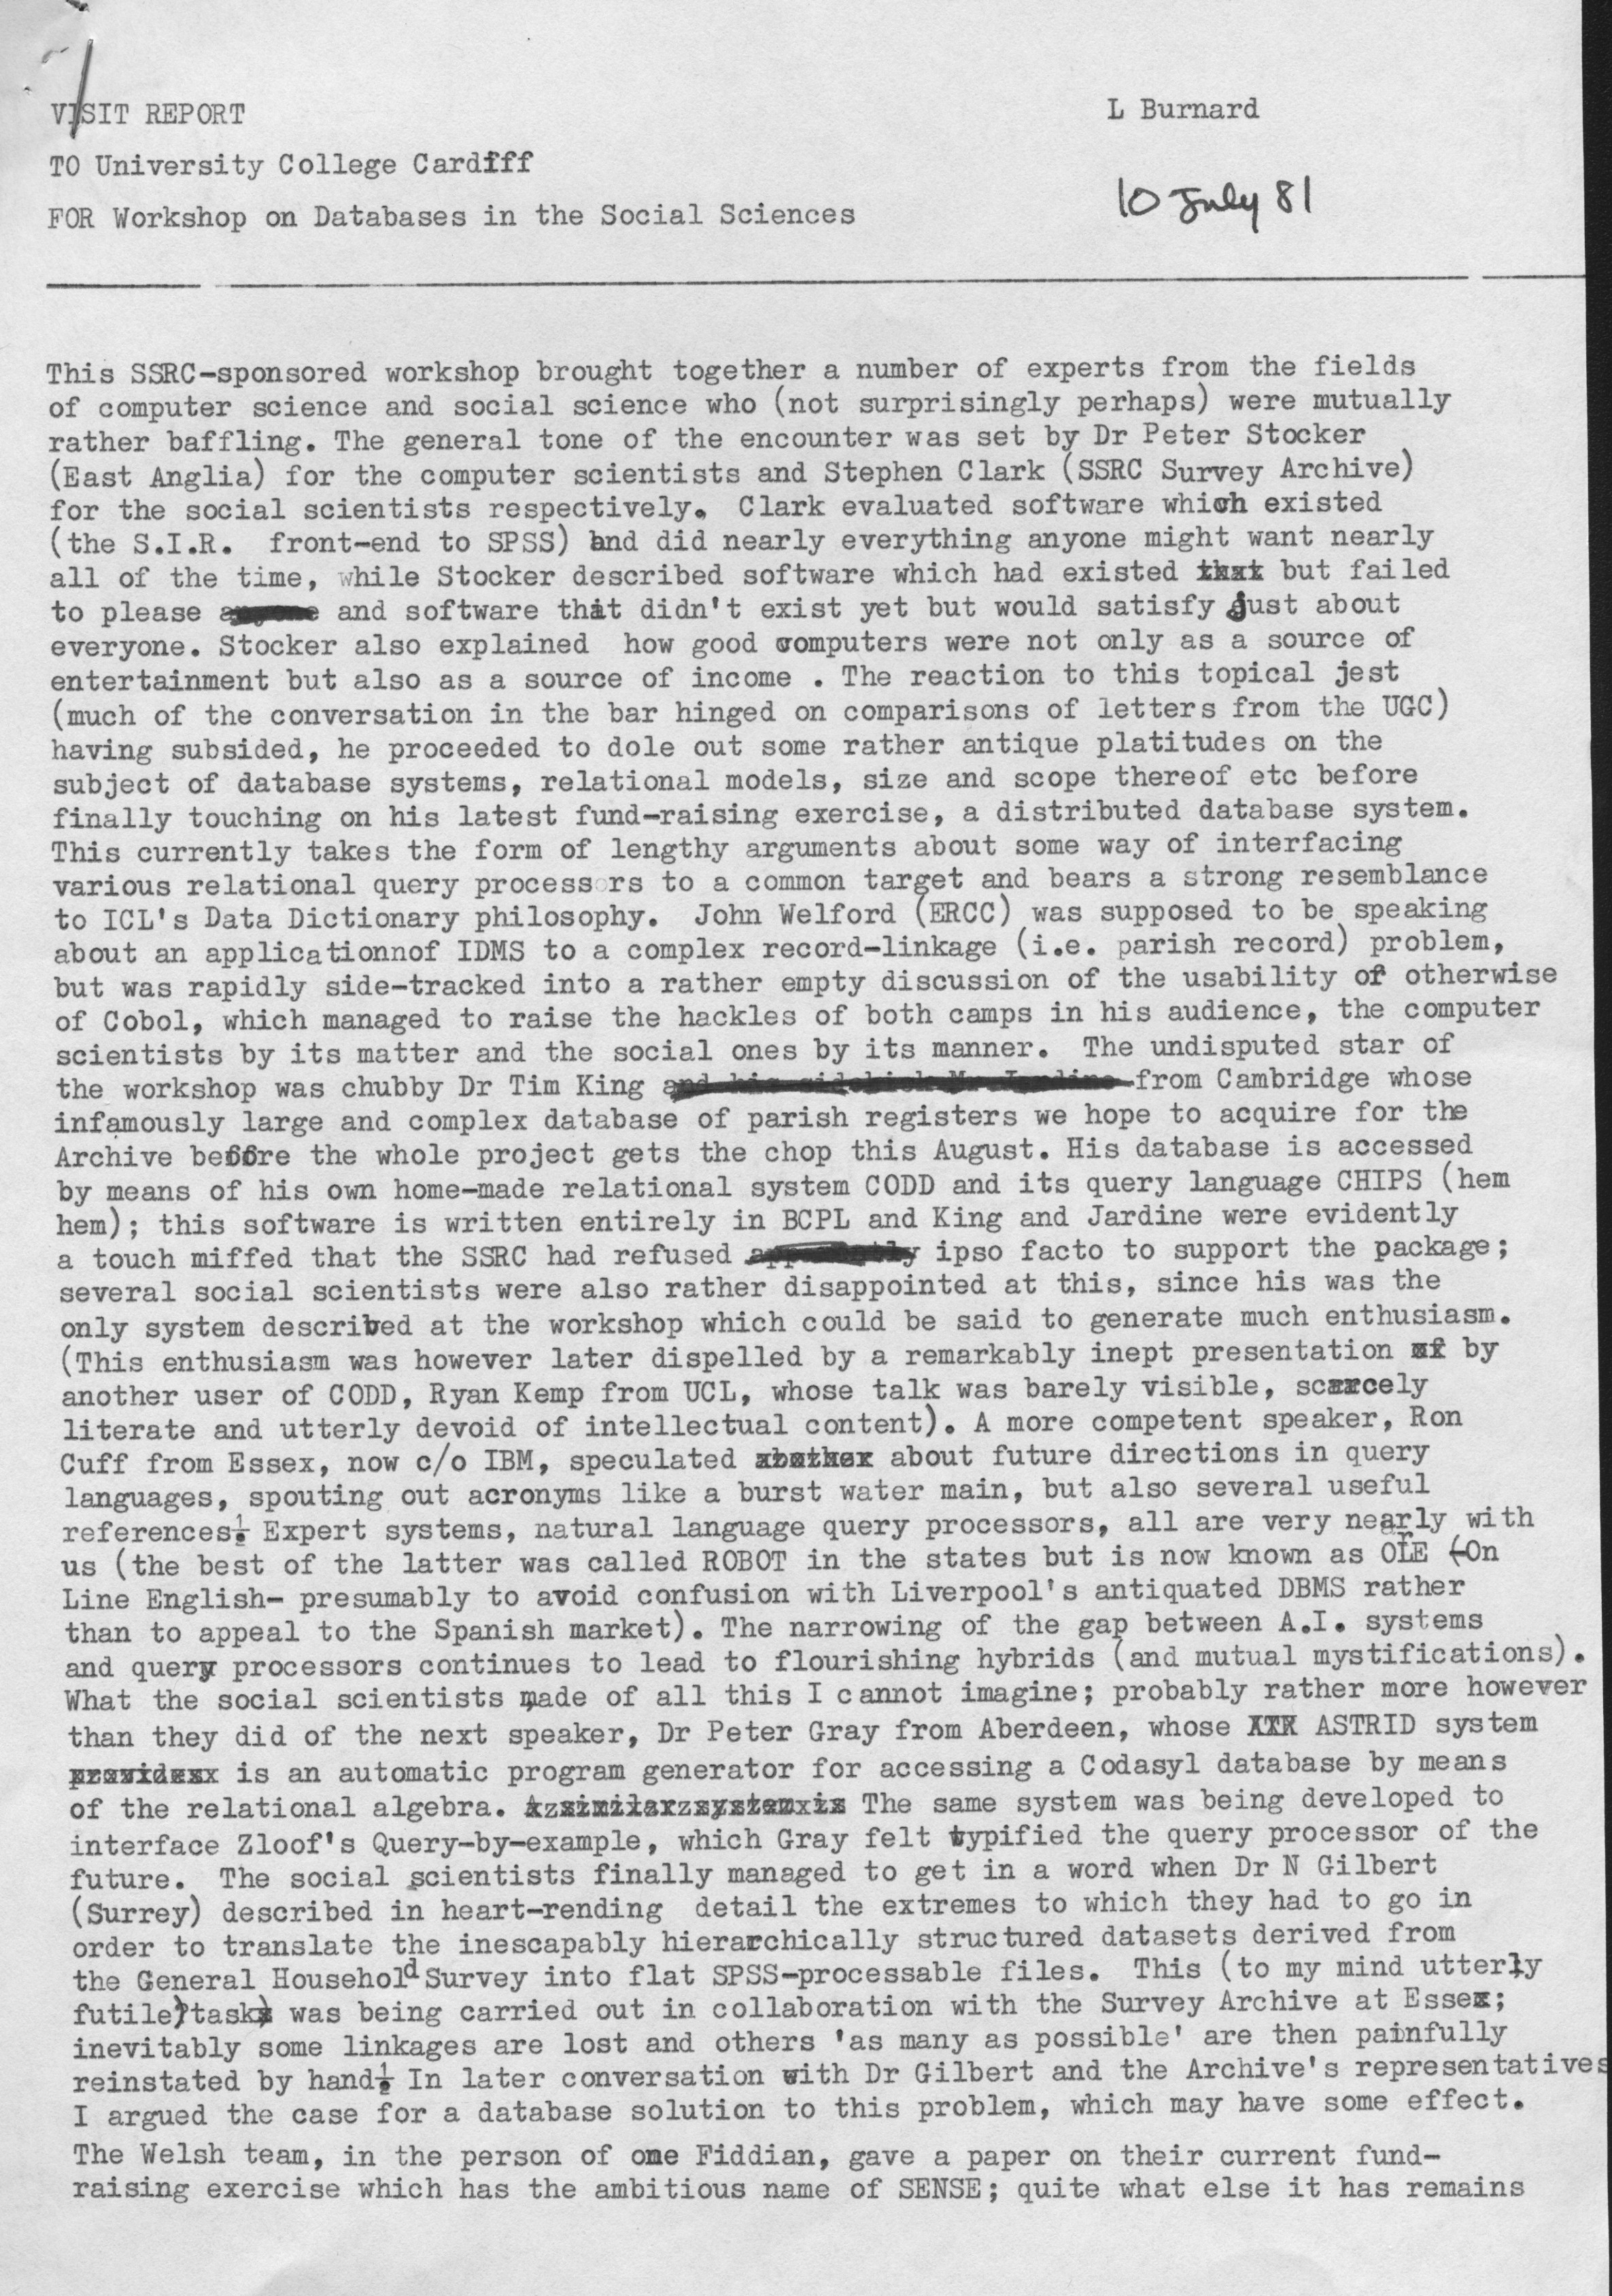 VISIT REPORT L Burnard
TO University College Cardiff
10 July 81
FOR Workshop on Databases in the Social Sciences
This SSRC-sponsored workshop brought together a number of experts from the fields
of computer science and social science who (not surprisingly perhaps) were mutually
rather baffling. The general tone of the encounter was set by Dr Peter Stocker
(East Anglia) for the computer scientists and Stephen Clark (SSRC Survey Archive)
for the social scientists respectively. Clark evaluated software which existed
(the S.I.R. front-end to SPSS) and did nearly everything anyone might want nearly
all of the time, while Stocker described software which had existed that but failed
to please and software that didn't exist yet but would satisfy just about
everyone. Stocker also explained how good computers were not only as a source of
entertainment but also as a source of income . The reaction to this topical jest
(much of the conversation in the bar hinged on comparisons of letters from the UGC)
having subsided, he proceeded to dole out some rather antique platitudes on the
subject of database systems, relational models, size and scope thereof etc before
finally touching on his latest fund-raising exercise, a distributed database system.
This currently takes the form of lengthy arguments about some way of interfacing
various relational query processors to a common target and bears a strong resemblance
to ICL's Data Dictionary philosophy. John Welford (ERCC) was supposed to be speaking
about an applicationnof IDMS to a complex record-linkage (i.e. parish record) problem,
but was rapidly side-tracked into a rather empty discussion of the usability or otherwise
of Cobol, which managed to raise the hackles of both camps in his audience, the computer
scientists by its matter and the social ones by its manner. The undisputed star of
the workshop was chubby Dr Tim King and his sidekick Mr Jardine from Cambridge whose
infamously large and complex database of parish registers we hope to acquire for the
Archive before the whole project gets the chop this August. His database is accessed
by means of his own home-made relational system CODD and its query language CHIPS (hem
hem); this software is written entirely in BCPL and King and Jardine were evidently
a touch miffed that the SSRC had refused ipso facto to support the package;
several social scientists were also rather disappointed at this, since his was the
only system described at the workshop which could be said to generate much enthusiasm.
(This enthusiasm was however later dispelled by a remarkably inept presentation of by
another user of CODD, Ryan Kemp from UCL, whose talk was barely visible, scarcely
literate and utterly devoid of intellectual content). A more competent speaker, Ron
Cuff from Essex, now c/o IBM, speculated about future directions in query
languages, spouting out acronyms like a burst water main, but also several useful
references. Expert systems, natural language query processors, all are very nearly with
us (the best of the latter was called ROBOT in the states but is now known as OLE -On
Line English- presumably to avoid confusion with Liverpool's antiquated DBMS rather
than to appeal to the Spanish market). The narrowing of the gap between A.I. systems
and query processors continues to lead to flourishing hybrids (and mutual mystifications).
What the social scientists made of all this I cannot imagine; probably rather more however
than they did of the next speaker, Dr Peter Gray from Aberdeen, whose ASTRID system
provides is an automatic program generator for accessing a Codasyl database by means
of the relational algebra. A similar system is The same system was being developed to
interface Zloof's Query-by-example, which Gray felt typified the query processor of the
future. The social scientists finally managed to get in a word when Dr N Gilbert
(Surrey) described in heart-rending detail the extremes to which they had to go in
order to translate the inescapably hierarchically structured datasets derived from
the General Household Survey into flat SPSS-processable files. This (to my mind utterly
futile) task was being carried out in collaboration with the Survey Archive at Essex;
inevitably some linkages are lost and others 'as many as possible' are then painfully
reinstated by hand. In later conversation with Dr Gilbert and the Archive's representatives
I argued the case for a database solution to this problem, which may have some effect.
The Welsh team, in the person of one Fiddian, gave a paper on their current fund-
raising exercise which has the ambitious name of SENSE; quite what else it has remains